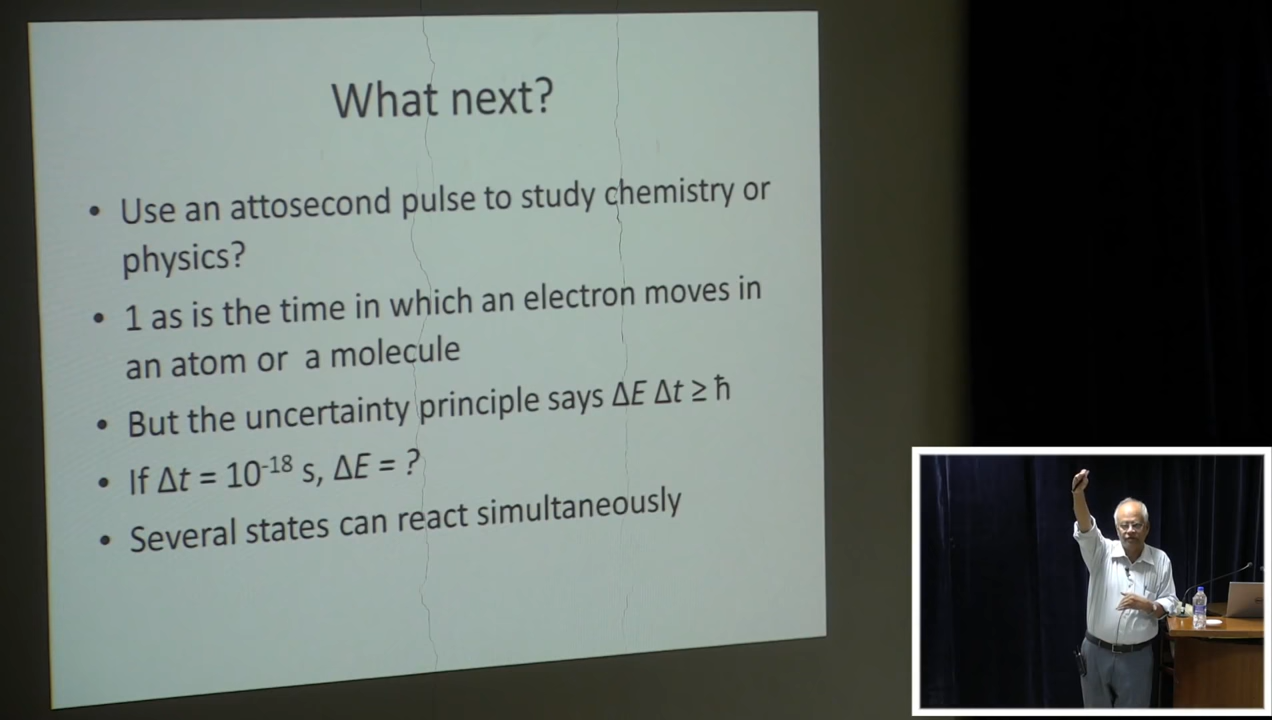 What next?
• Use an attosecond pulse to study chemistry or
physics?
• 1 as is the time in which an electron moves in
an atom or a molecule
• But the uncertainty principle says ΔE Δt ≥ ħ
• If Δt = 10⁻¹⁸ s, ΔE = ?
• Several states can react simultaneously